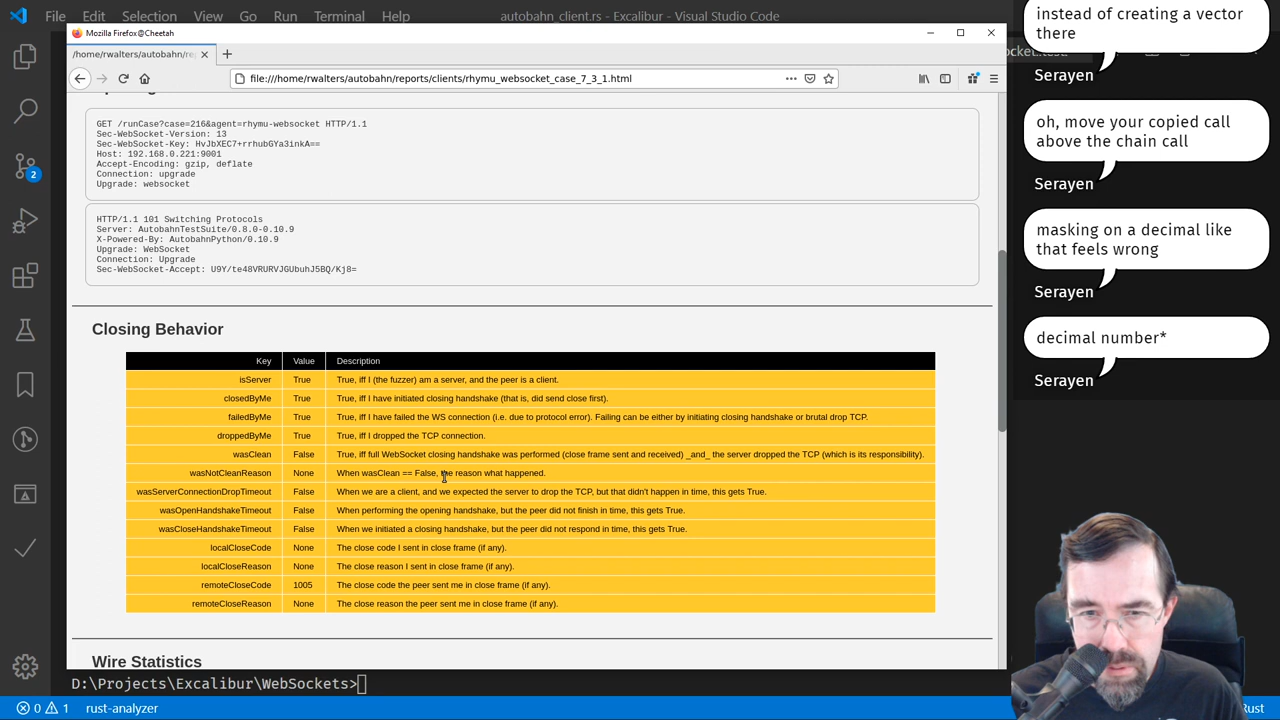 File Edit
Terminal Help
autobahn_client.rs - Excalibur - Visual Studio Code
Mozilla Firefox@Cheetah
/home/rwalters/autobahn/re
file:///home/rwalters/autobahn/reports/clients/rhymu_websocket_case_7_3_1.html
GET /runCase?case=216&agent=rhymu-websocket HTTP/1.1
Sec-WebSocket-Version: 13
Sec-WebSocket-Key: HvJbXEC7+rrhubGYa3inkA==
Host: 192.168.0.221:9001
Accept-Encoding: gzip, deflate
Connection: upgrade
Upgrade: websocket
HTTP/1.1 101 Switching Protocols
Server: AutobahnTestSuite/0.8.0-0.10.9
X-Powered-By: AutobahnPython/0.10.9
Upgrade: WebSocket
Connection: Upgrade
Sec-WebSocket-Accept: U9Y/te48VRURVJGUbuhJ5BQ/Kj8=
Closing Behavior
Key Value Description
isServer True True, iff I (the fuzzer) am a server, and the peer is a client.
closedByMe True True, iff I have initiated closing handshake (that is, did send close first).
failedByMe True True, iff I have failed the WS connection (i.e. due to protocol error). Failing can be either by initiating closing handshake or brutal drop TCP.
droppedByMe True True, iff I dropped the TCP connection.
wasClean False True, iff full WebSocket closing handshake was performed (close frame sent and received) _and_ the server dropped the TCP (which is its responsibility).
wasNotCleanReason None When wasClean == False, the reason what happened.
wasServerConnectionDropTimeout False When we are a client, and we expected the server to drop the TCP, but that didn't happen in time, this gets True.
wasOpenHandshakeTimeout False When performing the opening handshake, but the peer did not finish in time, this gets True.
wasCloseHandshakeTimeout False When we initiated a closing handshake, but the peer did not respond in time, this gets True.
localCloseCode None The close code I sent in close frame (if any).
localCloseReason None The close reason I sent in close frame (if any).
remoteCloseCode 1005 The close code the peer sent me in close frame (if any).
remoteCloseReason None The close reason the peer sent me in close frame (if any).
Wire Statistics
D:\Projects\Excalibur\WebSockets>
2
0 1 rust-analyzer
Rust
instead of creating a vector
there
Serayen
oh, move your copied call
above the chain call
Serayen
masking on a decimal like
that feels wrong
Serayen
decimal number*
Serayen